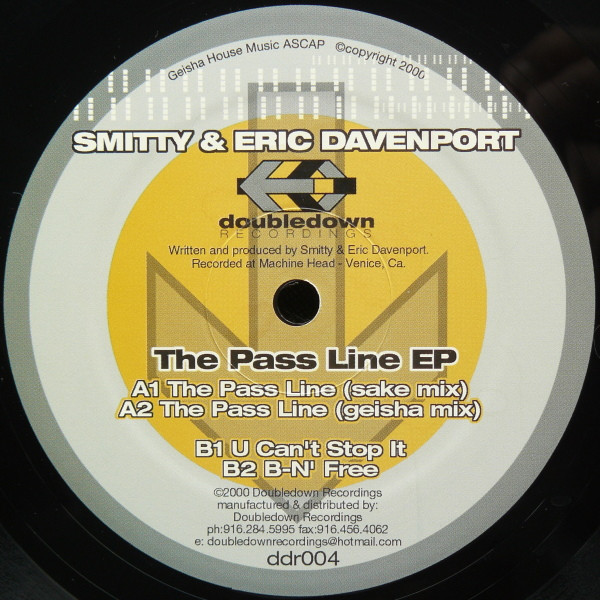 Geisha House Music ASCAP ©copyright 2000
SMITTY & ERIC DAVENPORT
doubledown
RECORDINGS
Written and produced by Smitty & Eric Davenport.
Recorded at Machine Head - Venice, Ca.
The Pass Line EP
A1 The Pass Line (sake mix)
A2 The Pass Line (geisha mix)
B1 U Can't Stop It
B2 B-N' Free
©2000 Doubledown Recordings
manufactured & distributed by:
Doubledown Recordings
ph:916.284.5995 fax:916.456.4062
e: doubledownrecordings@hotmail.com
ddr004